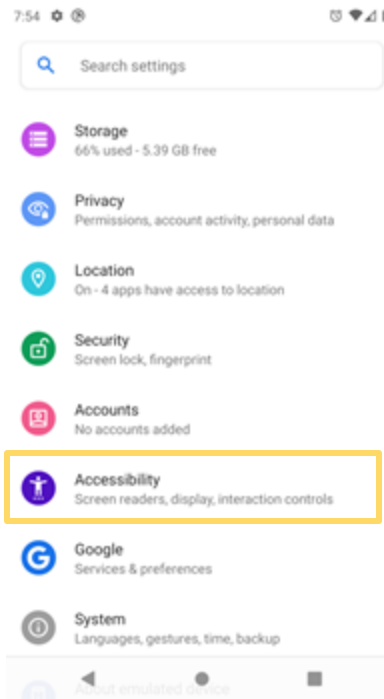 7:54
Search settings
Storage
66% used - 5.39 GB free
Privacy
Permissions, account activity, personal data
Location
On - 4 apps have access to location
Security
Screen lock, fingerprint
Accounts
No accounts added
Accessibility
Screen readers, display, interaction controls
Google
Services & preferences
System
Languages, gestures, time, backup
About emulated device